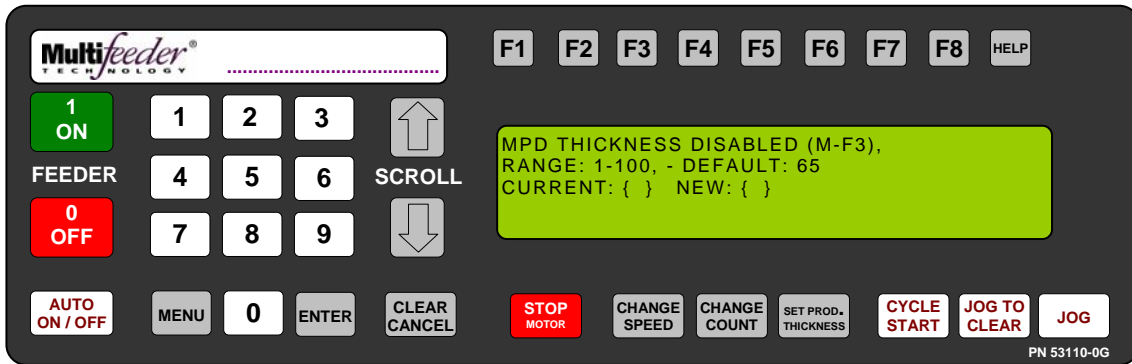 Multifeeder®
TECHNOLOGY
F1 F2 F3 F4 F5 F6 F7 F8 HELP
1
ON
FEEDER
0
OFF
1 2 3
4 5 6
7 8 9
SCROLL
MPD THICKNESS DISABLED (M-F3),
RANGE: 1-100, - DEFAULT: 65
CURRENT: { } NEW: { }
AUTO
ON / OFF
MENU
0
ENTER
CLEAR
CANCEL
STOP
MOTOR
CHANGE
SPEED
CHANGE
COUNT
SET PROD.
THICKNESS
CYCLE
START
JOG TO
CLEAR
JOG
PN 53110-0G